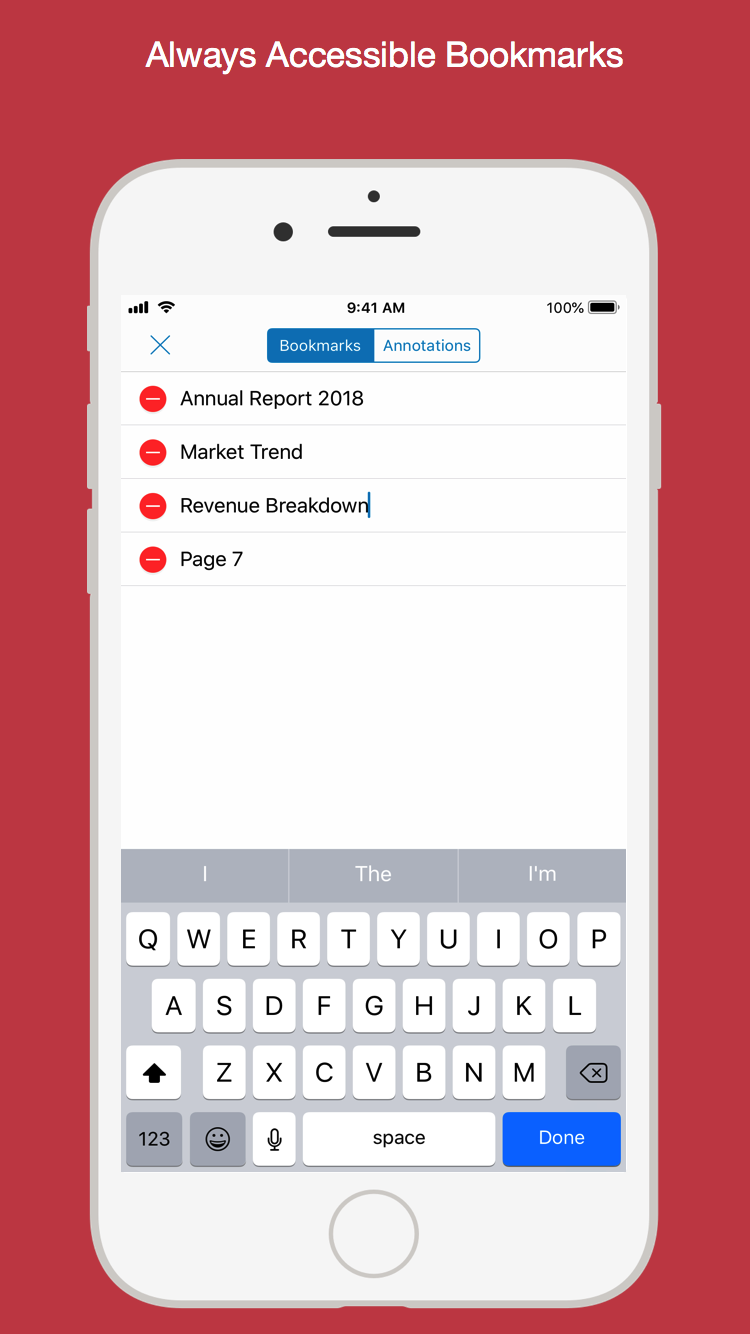 Always Accessible Bookmarks
9:41 AM 100%
Bookmarks Annotations
Annual Report 2018
Market Trend
Revenue Breakdown
Page 7
I The I'm
Q W E R T Y U I O P
A S D F G H J K L
Z X C V B N M
123 space Done